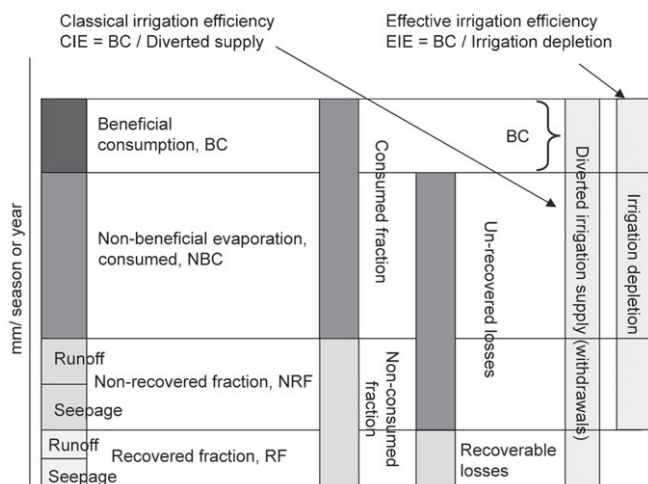 Classical irrigation efficiency
CIE = BC / Diverted supply
Effective irrigation efficiency
EIE = BC / Irrigation depletion
mm/ season or year
Beneficial
consumption, BC
BC
Consumed fraction
Diverted irrigation supply (withdrawals)
Irrigation depletion
Non-beneficial evaporation,
consumed, NBC
Un-recovered losses
Runoff
Non-recovered fraction, NRF
Seepage
Non-consumed
fraction
Runoff
Recovered fraction, RF
Seepage
Recoverable
losses